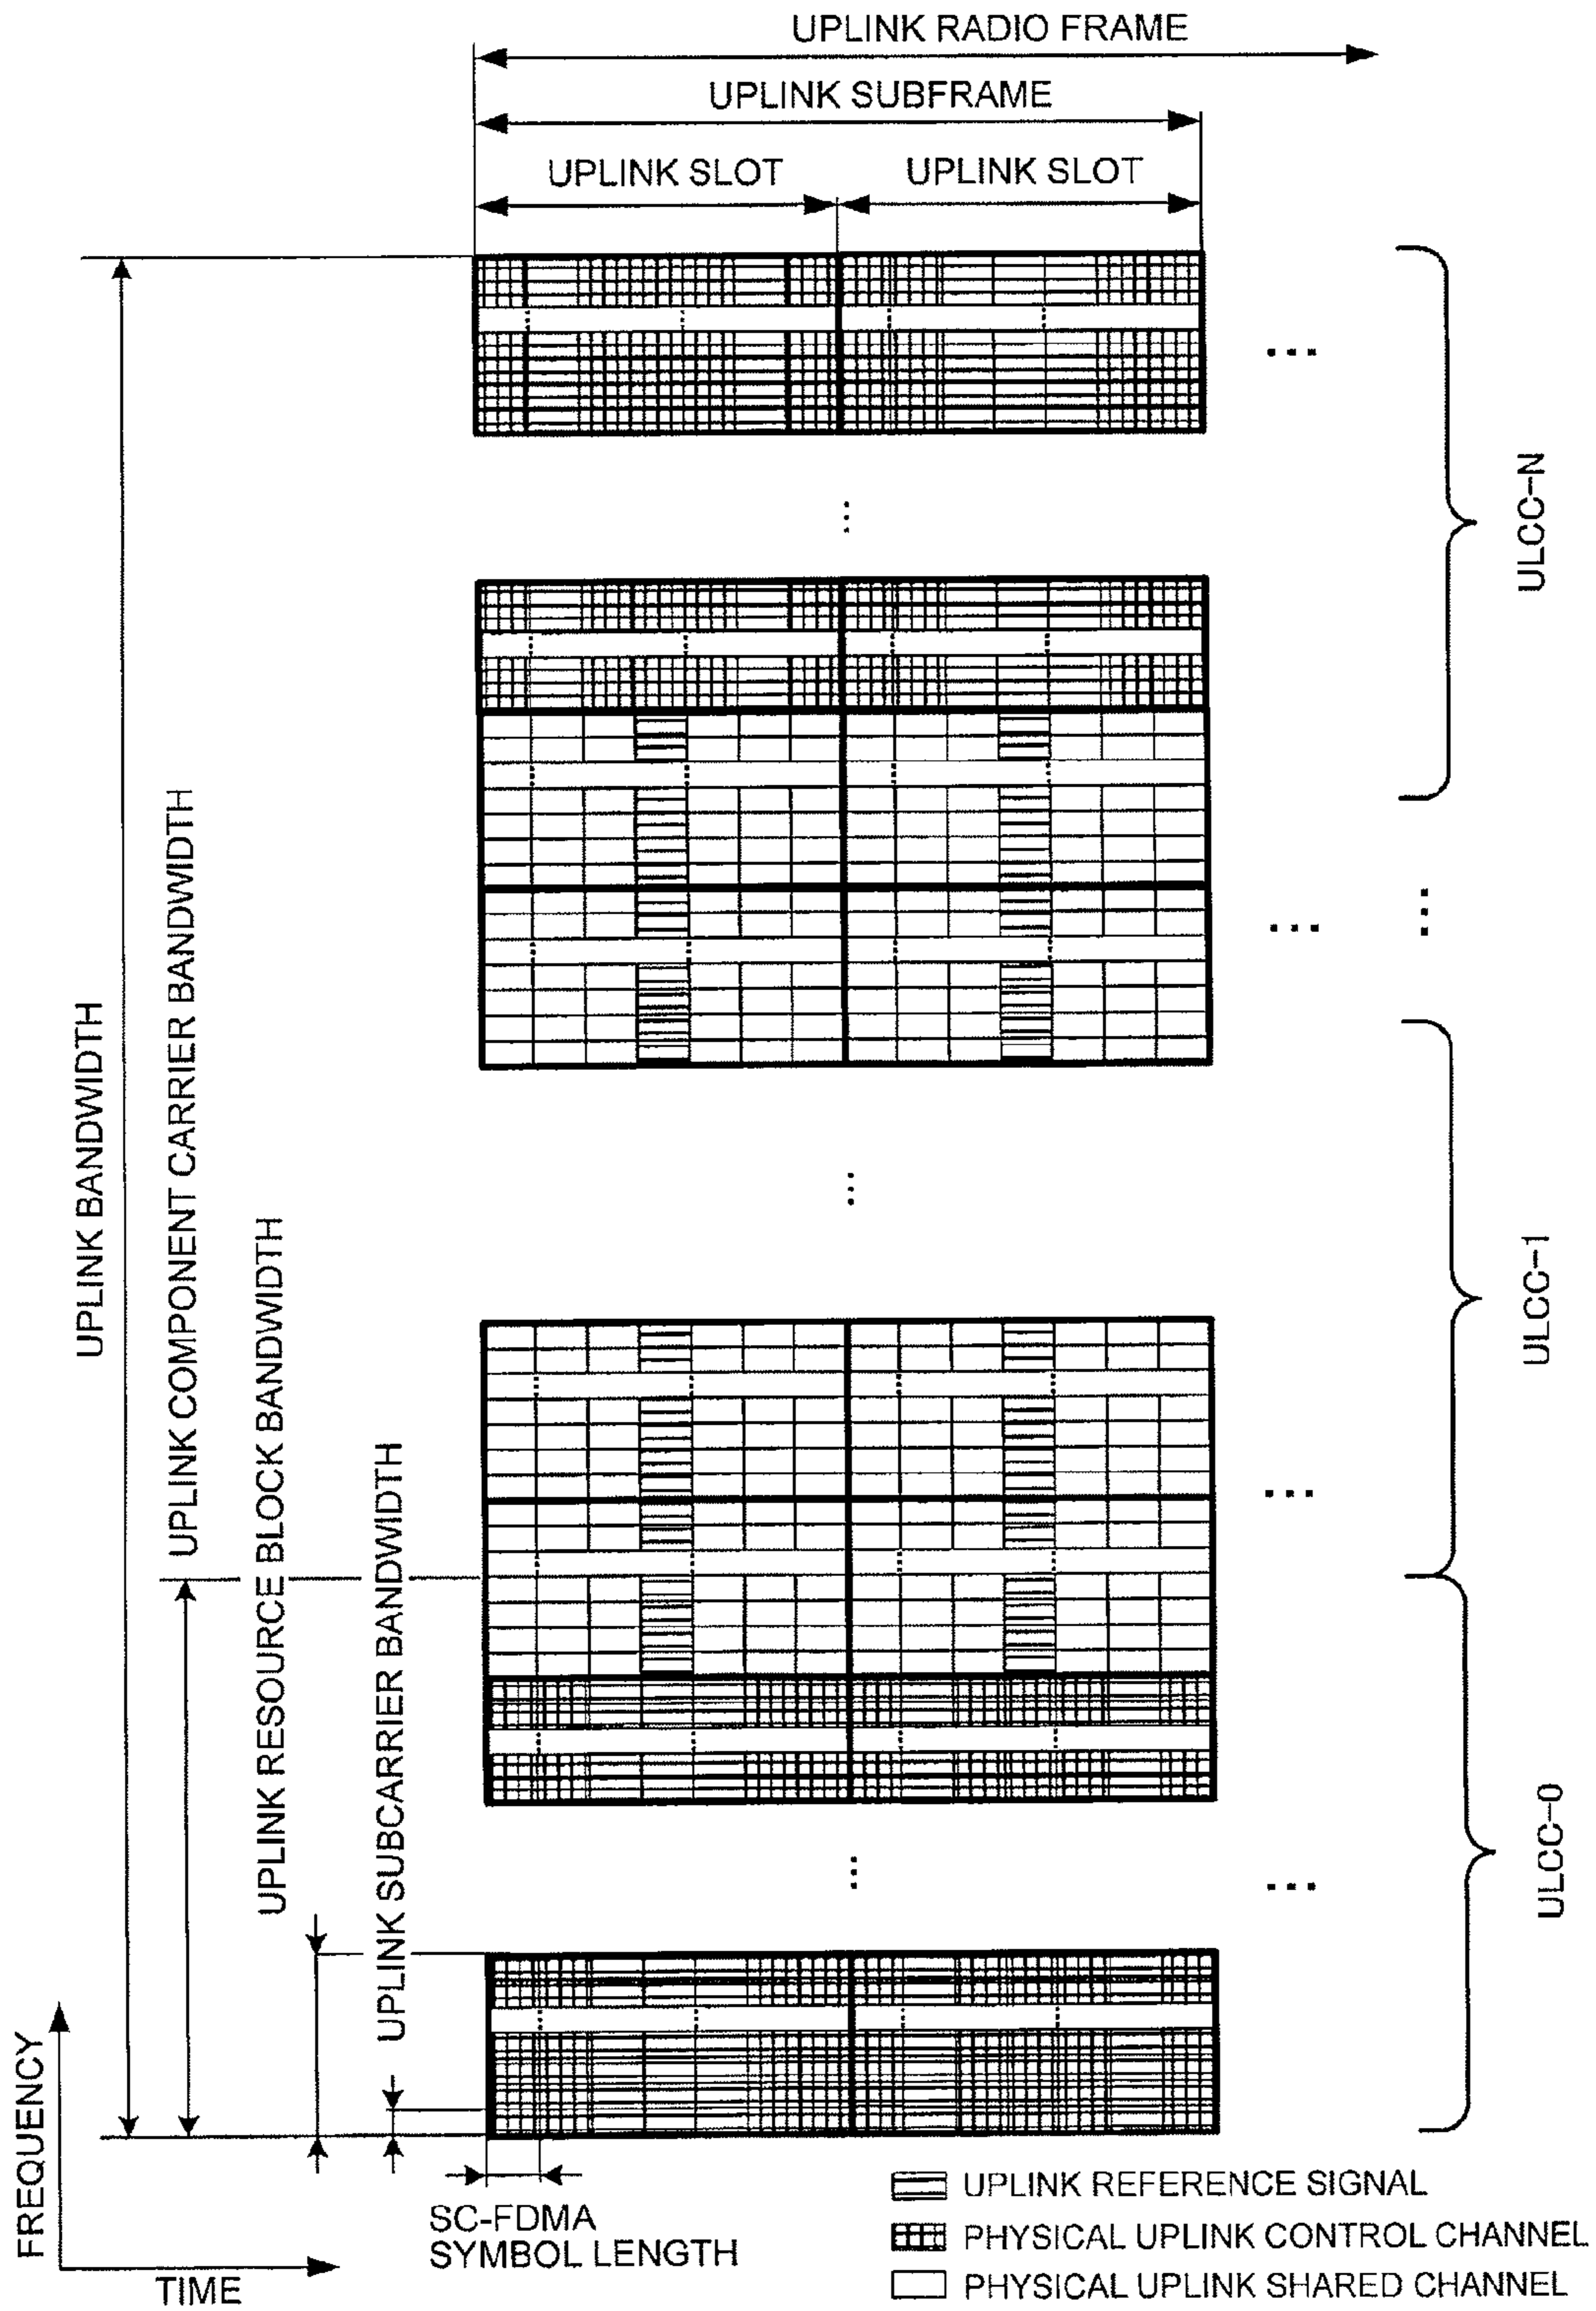 UPLINK RADIO FRAME
UPLINK SUBFRAME
UPLINK SLOT
UPLINK SLOT
UPLINK BANDWIDTH
UPLINK COMPONENT CARRIER BANDWIDTH
UPLINK RESOURCE BLOCK BANDWIDTH
UPLINK SUBCARRIER BANDWIDTH
ULCC-N
ULCC-1
ULCC-0
FREQUENCY
TIME
SC-FDMA
SYMBOL LENGTH
UPLINK REFERENCE SIGNAL
PHYSICAL UPLINK CONTROL CHANNEL
PHYSICAL UPLINK SHARED CHANNEL